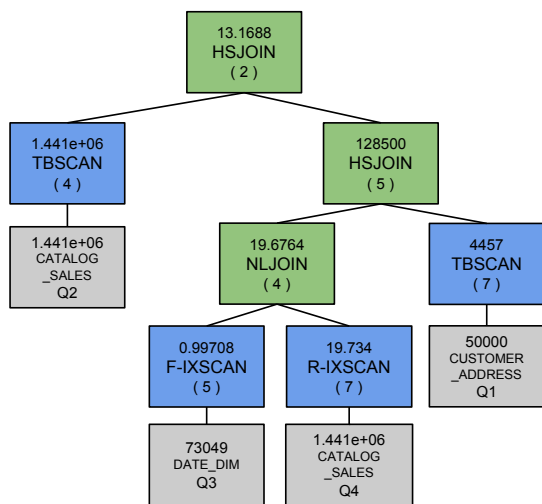 13.1688
HSJOIN
( 2 )
1.441e+06
TBSCAN
( 4 )
128500
HSJOIN
( 5 )
1.441e+06
CATALOG
_SALES
Q2
19.6764
NLJOIN
( 4 )
4457
TBSCAN
( 7 )
0.99708
F-IXSCAN
( 5 )
19.734
R-IXSCAN
( 7 )
50000
CUSTOMER
_ADDRESS
Q1
73049
DATE_DIM
Q3
1.441e+06
CATALOG
_SALES
Q4